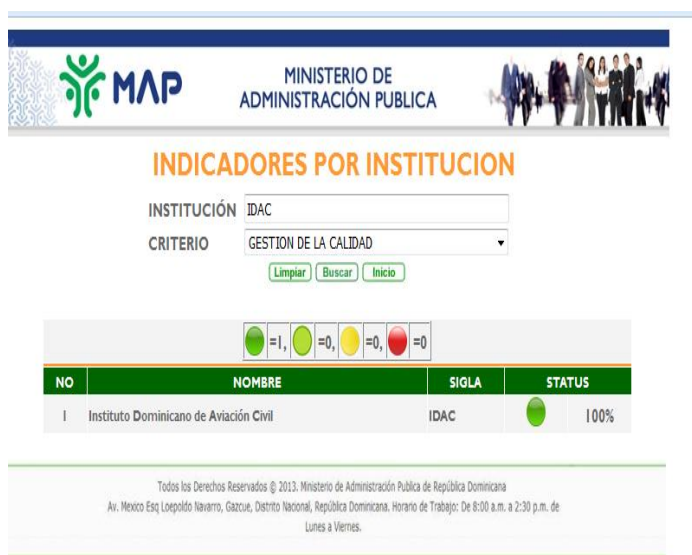 MAP
MINISTERIO DE
ADMINISTRACIÓN PUBLICA
INDICADORES POR INSTITUCION
INSTITUCIÓN IDAC
CRITERIO GESTION DE LA CALIDAD
Limpiar Buscar Inicio
=1, =0, =0, =0
NO NOMBRE SIGLA STATUS
1 Instituto Dominicano de Aviación Civil IDAC 100%
Todos los Derechos Reservados @ 2013. Ministerio de Administración Publica de República Dominicana
Av. Mexico Esq Leopoldo Navarro, Gazcue, Distrito Nacional, República Dominicana. Horario de Trabajo: De 8:00 a.m. a 2:30 p.m. de
Lunes a Viernes.